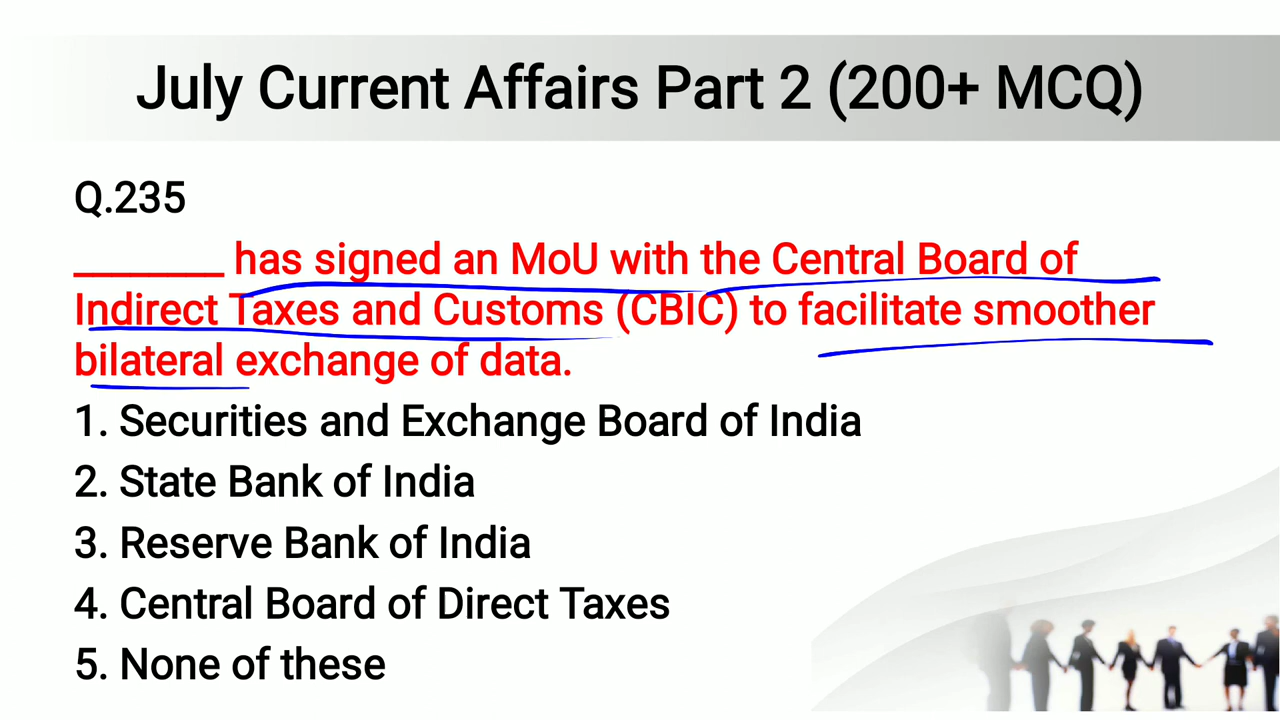 July Current Affairs Part 2 (200+ MCQ)
Q.235
________ has signed an MoU with the Central Board of
Indirect Taxes and Customs (CBIC) to facilitate smoother
bilateral exchange of data.
1. Securities and Exchange Board of India
2. State Bank of India
3. Reserve Bank of India
4. Central Board of Direct Taxes
5. None of these